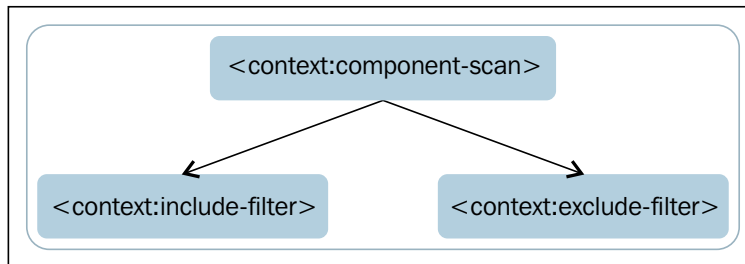 <context:component-scan>
<context:include-filter>
<context:exclude-filter>